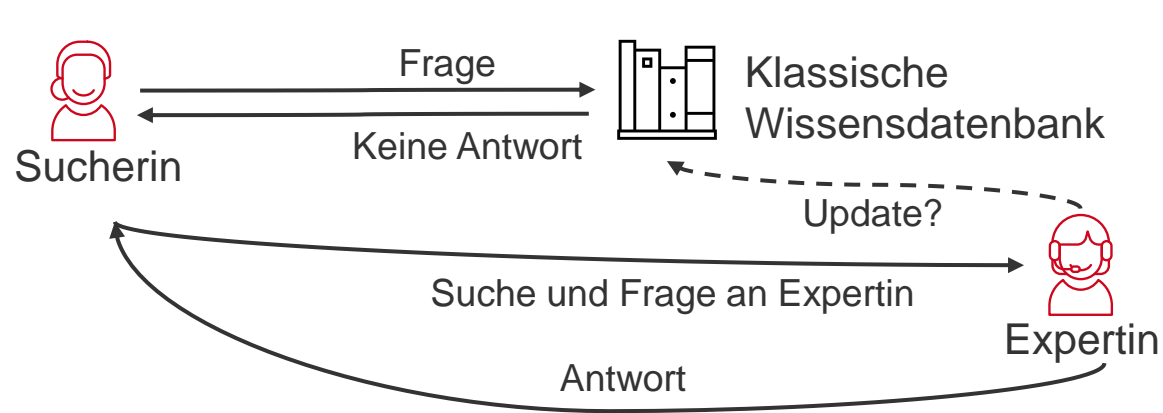 Frage
Klassische
Wissensdatenbank
Keine Antwort
Sucherin
Update?
Suche und Frage an Expertin
Expertin
Antwort